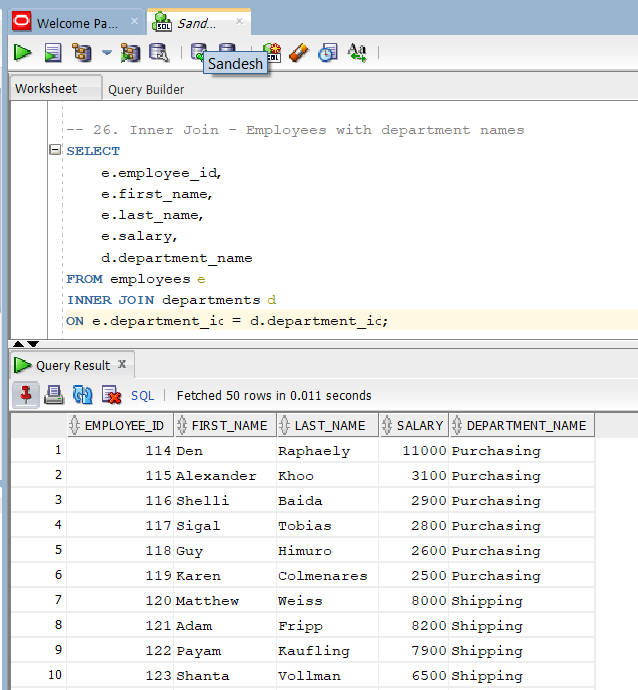 Welcome Pa...
Sand...
Sandesh
Worksheet Query Builder
-- 26. Inner Join - Employees with department names
SELECT
e.employee_id,
e.first_name,
e.last_name,
e.salary,
d.department_name
FROM employees e
INNER JOIN departments d
ON e.department_id = d.department_id;
Query Result
SQL Fetched 50 rows in 0.011 seconds
EMPLOYEE_ID FIRST_NAME LAST_NAME SALARY DEPARTMENT_NAME
1 114 Den Raphaely 11000 Purchasing
2 115 Alexander Khoo 3100 Purchasing
3 116 Shelli Baida 2900 Purchasing
4 117 Sigal Tobias 2800 Purchasing
5 118 Guy Himuro 2600 Purchasing
6 119 Karen Colmenares 2500 Purchasing
7 120 Matthew Weiss 8000 Shipping
8 121 Adam Fripp 8200 Shipping
9 122 Payam Kaufling 7900 Shipping
10 123 Shanta Vollman 6500 Shipping